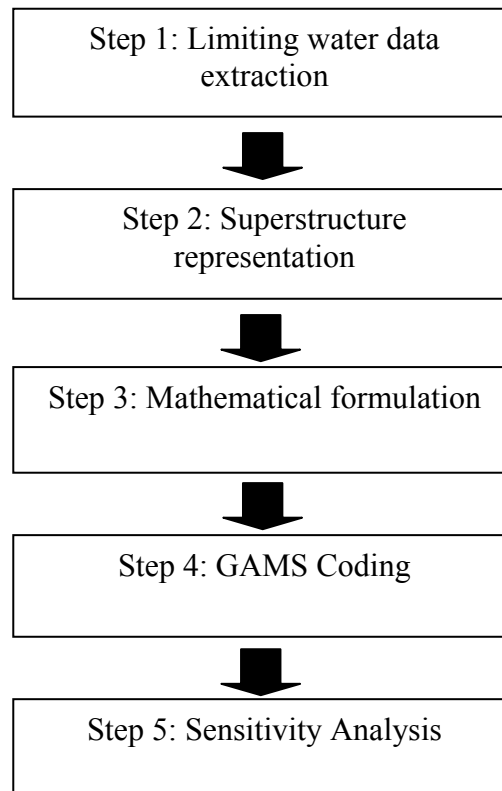 Step 1: Limiting water data
extraction
Step 2: Superstructure
representation
Step 3: Mathematical formulation
Step 4: GAMS Coding
Step 5: Sensitivity Analysis